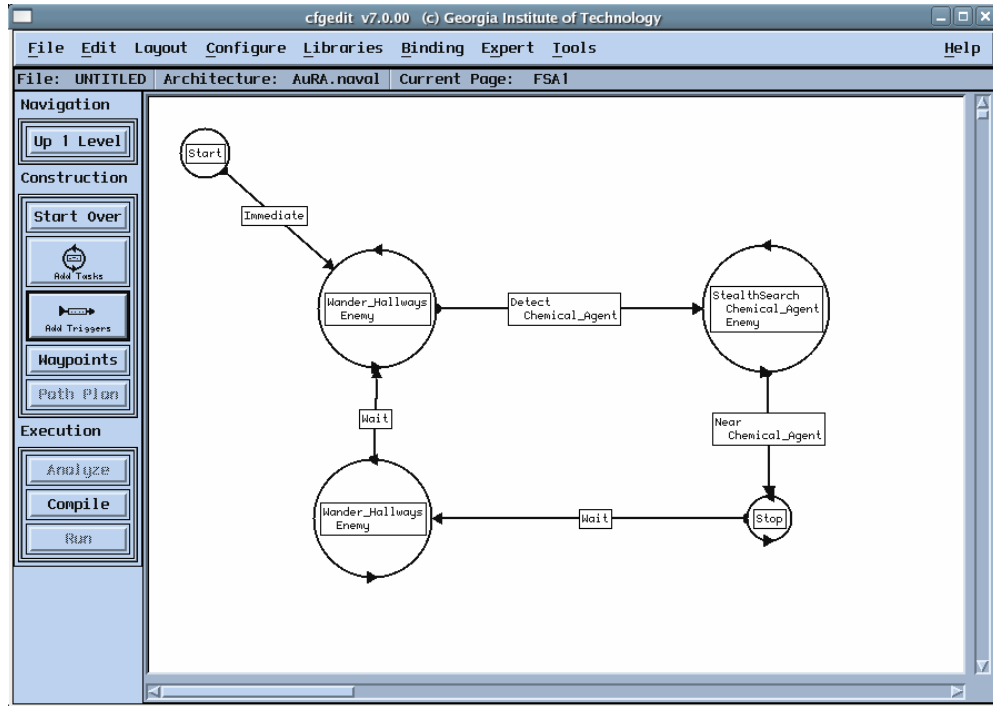 cfgedit v7.0.00 (c) Georgia Institute of Technology
File Edit Layout Configure Libraries Binding Expert Tools Help
File: UNTITLED Architecture: AuRA.naval Current Page: FSA1
Navigation
Up 1 Level
Construction
Start Over
Add Tasks
Add Triggers
Waypoints
Path Plan
Execution
Analyze
Compile
Run
Start
Immediate
Wander_Hallways
Enemy
Detect
Chemical_Agent
StealthSearch
Chemical_Agent
Enemy
Near
Chemical_Agent
Stop
Wait
Wander_Hallways
Enemy
Wait